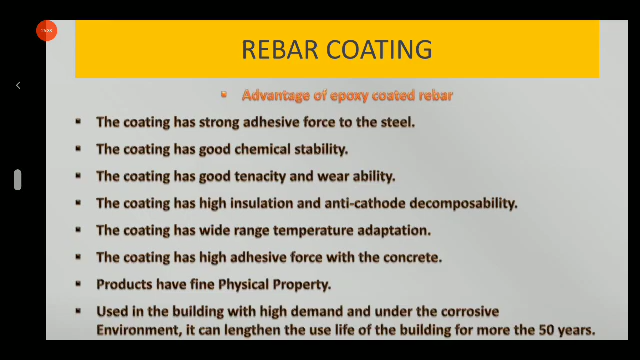 REBAR COATING
Advantage of epoxy coated rebar
The coating has strong adhesive force to the steel.
The coating has good chemical stability.
The coating has good tenacity and wear ability.
The coating has high insulation and anti-cathode decomposability.
The coating has wide range temperature adaptation.
The coating has high adhesive force with the concrete.
Products have fine Physical Property.
Used in the building with high demand and under the corrosive
Environment, it can lengthen the use life of the building for more the 50 years.